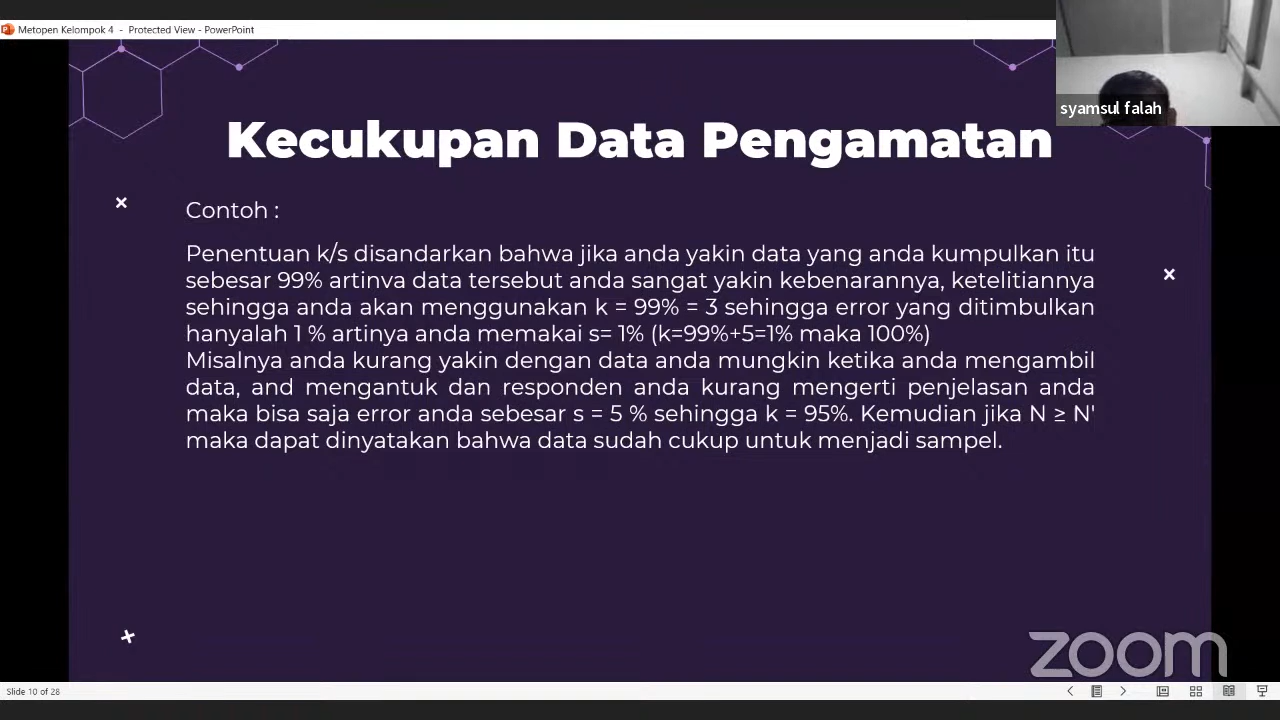 Metopen Kelompok 4 - Protected View - PowerPoint
syamsul falah
Kecukupan Data Pengamatan
Contoh :
Penentuan k/s disandarkan bahwa jika anda yakin data yang anda kumpulkan itu
sebesar 99% artinva data tersebut anda sangat yakin kebenarannya, ketelitiannya
sehingga anda akan menggunakan k = 99% = 3 sehingga error yang ditimbulkan
hanyalah 1 % artinya anda memakai s= 1% (k=99%+5=1% maka 100%)
Misalnya anda kurang yakin dengan data anda mungkin ketika anda mengambil
data, and mengantuk dan responden anda kurang mengerti penjelasan anda
maka bisa saja error anda sebesar s = 5 % sehingga k = 95%. Kemudian jika N ≥ N'
maka dapat dinyatakan bahwa data sudah cukup untuk menjadi sampel.
zoom
Slide 10 of 28